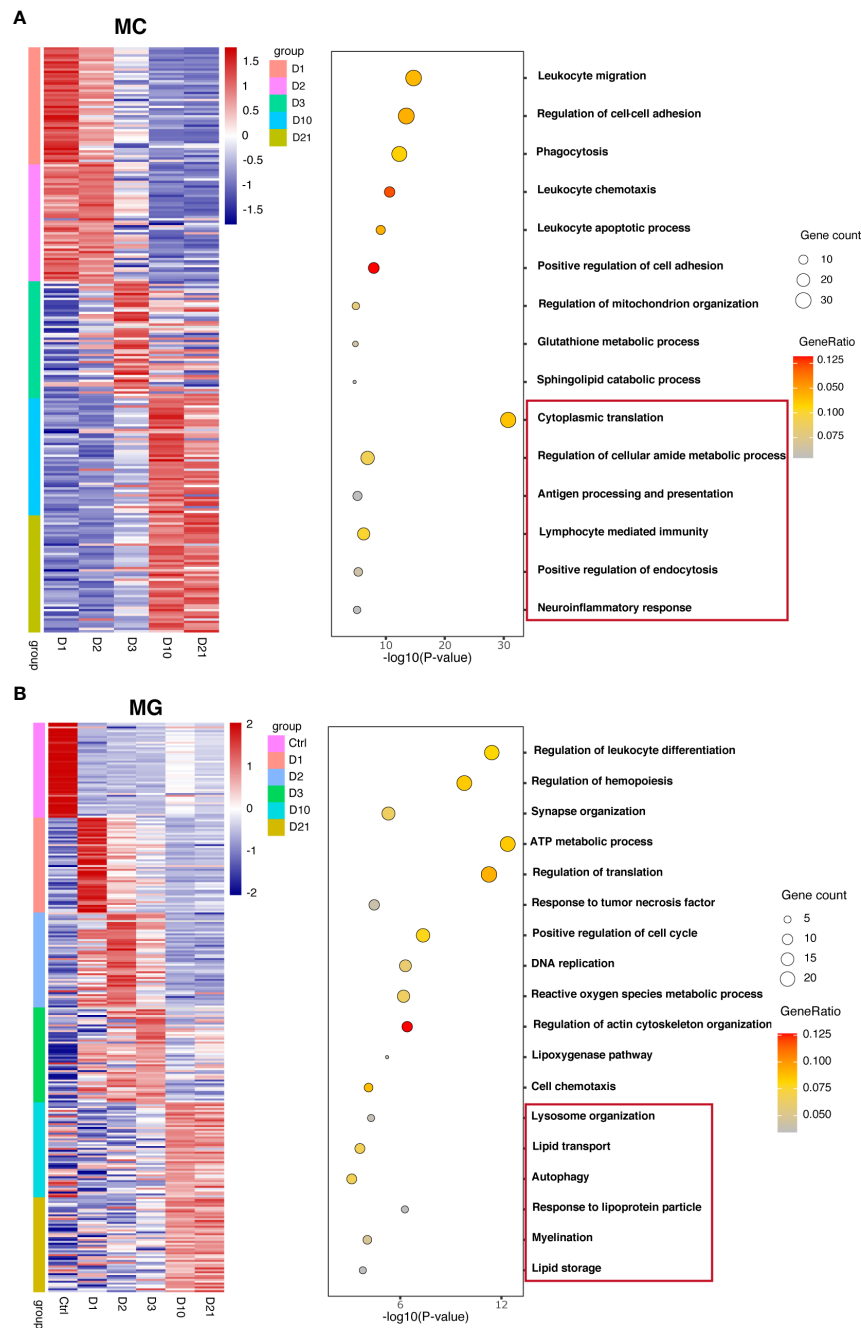 A
MC
1.5
1
0.5
0
-0.5
-1
-1.5
group
D1
D2
D3
D10
D21
group
D1
D2
D3
D10
D21
Leukocyte migration
Regulation of cell-cell adhesion
Phagocytosis
Leukocyte chemotaxis
Leukocyte apoptotic process
Positive regulation of cell adhesion
Regulation of mitochondrion organization
Glutathione metabolic process
Sphingolipid catabolic process
Cytoplasmic translation
Regulation of cellular amide metabolic process
Antigen processing and presentation
Lymphocyte mediated immunity
Positive regulation of endocytosis
Neuroinflammatory response
10
20
30
-log10(P-value)
Gene count
10
20
30
GeneRatio
0.125
0.050
0.100
0.075
B
MG
2
1
0
-1
-2
group
Ctrl
D1
D2
D3
D10
D21
group
Ctrl
D1
D2
D3
D10
D21
Regulation of leukocyte differentiation
Regulation of hemopoiesis
Synapse organization
ATP metabolic process
Regulation of translation
Response to tumor necrosis factor
Positive regulation of cell cycle
DNA replication
Reactive oxygen species metabolic process
Regulation of actin cytoskeleton organization
Lipoxygenase pathway
Cell chemotaxis
Lysosome organization
Lipid transport
Autophagy
Response to lipoprotein particle
Myelination
Lipid storage
6
12
-log10(P-value)
Gene count
5
10
15
20
GeneRatio
0.125
0.100
0.075
0.050